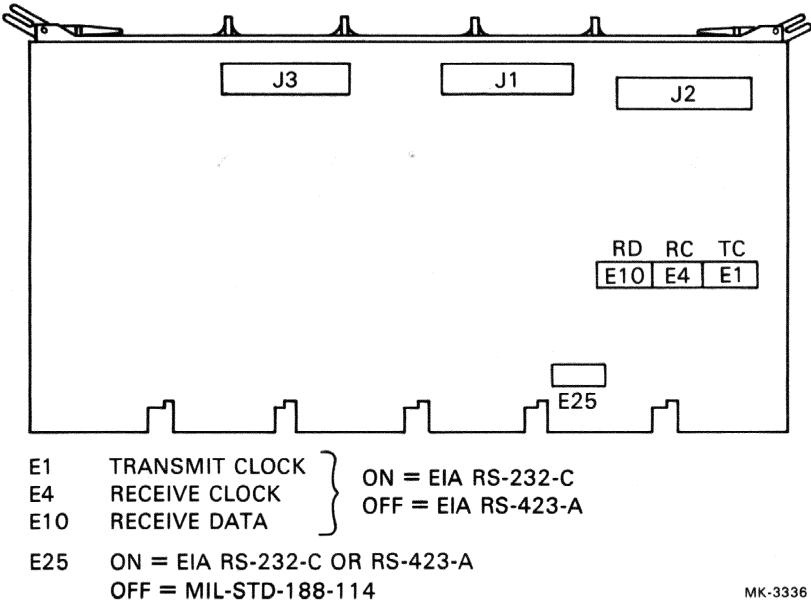 J3 J1 J2
RD RC TC
E10 E4 E1
E25
E1 TRANSMIT CLOCK
E4 RECEIVE CLOCK
E10 RECEIVE DATA
ON = EIA RS-232-C
OFF = EIA RS-423-A
E25 ON = EIA RS-232-C OR RS-423-A
OFF = MIL-STD-188-114
MK-3336